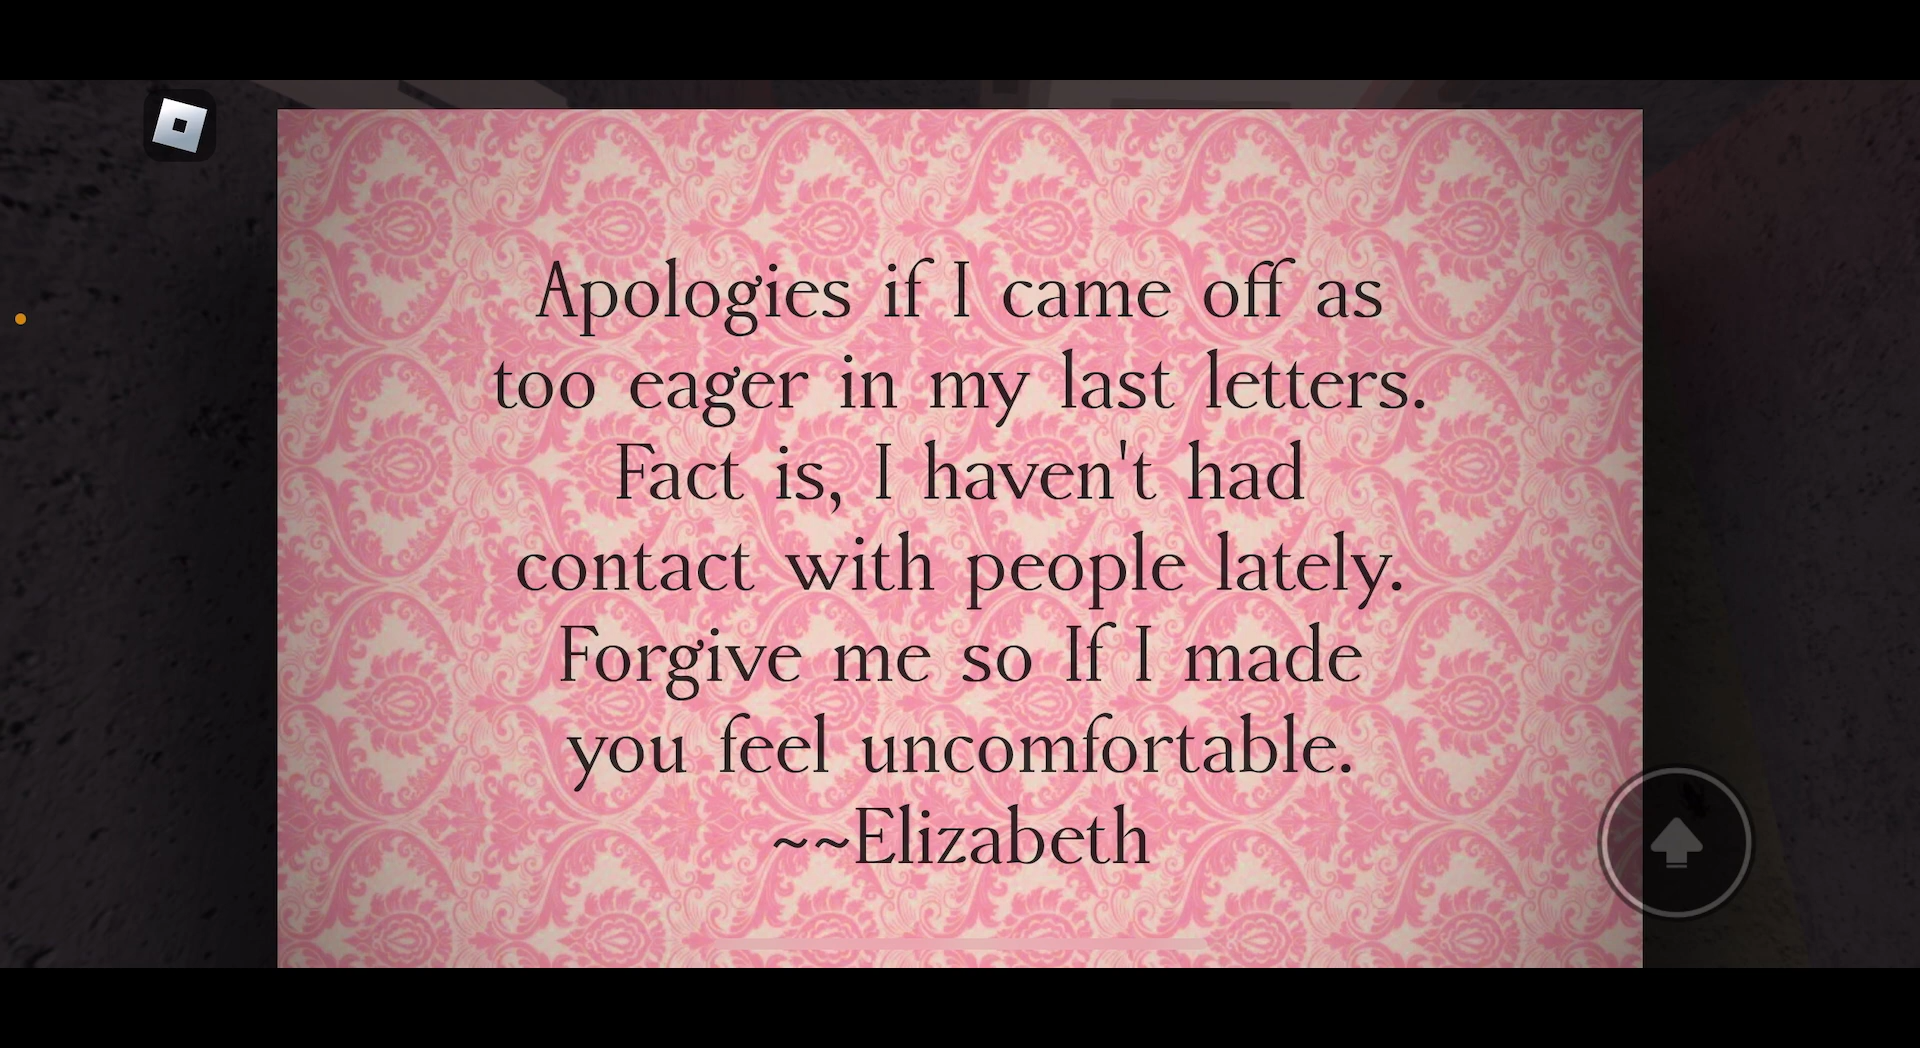 Apologies if I came off as
too eager in my last letters.
Fact is, I haven't had
contact with people lately.
Forgive me so If I made
you feel uncomfortable.
~~Elizabeth